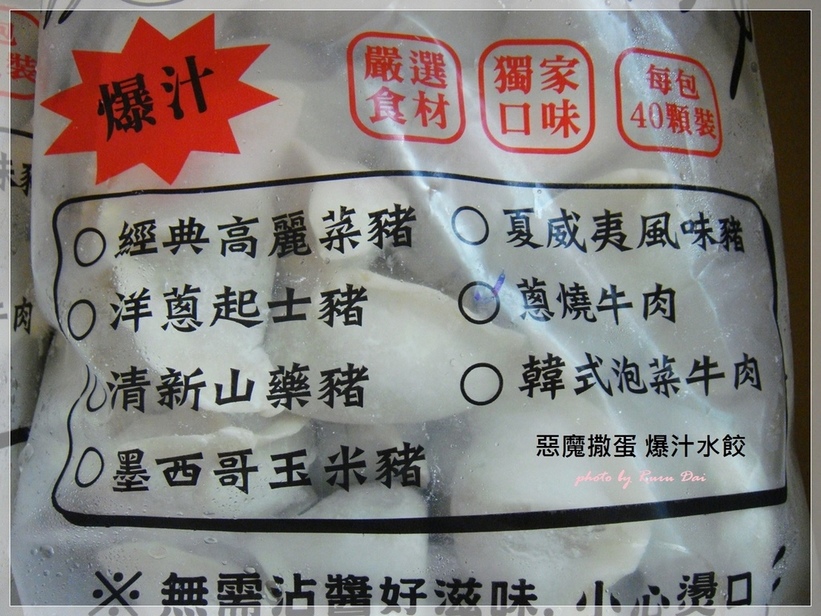 爆汁
嚴選
食材
獨家
口味
每包
40顆裝
經典高麗菜豬
夏威夷風味豬
洋蔥起士豬
蔥燒牛肉
清新山藥豬
韓式泡菜牛肉
墨西哥玉米豬
惡魔撒蛋 爆汁水餃
photo by
Dai
※ 無需沾醬好滋味, 小心燙口